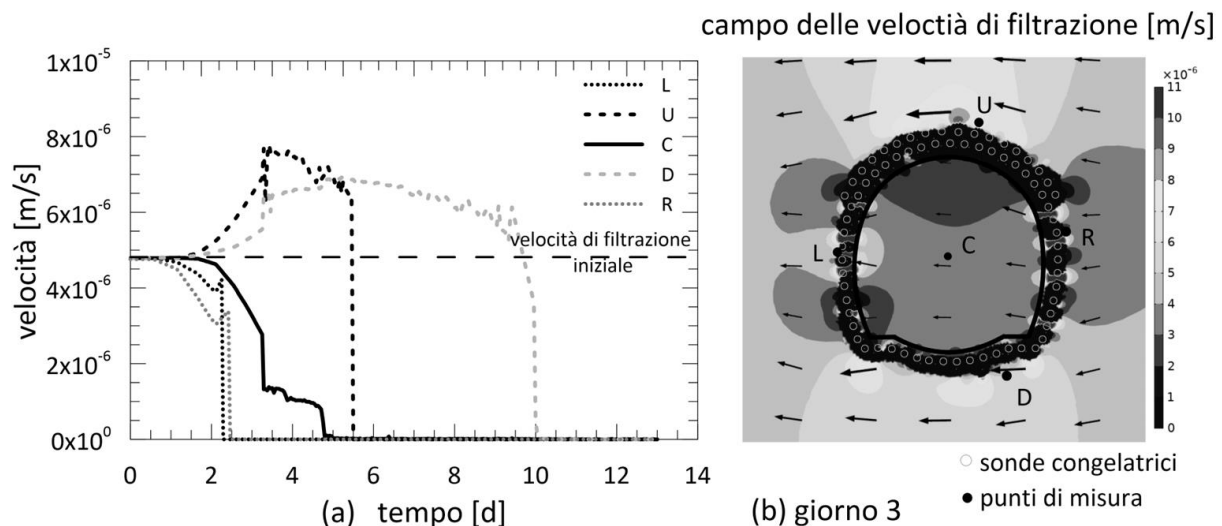 campo delle veloctià di filtrazione [m/s]
1x10⁻⁵
8x10⁻⁶
6x10⁻⁶
4x10⁻⁶
2x10⁻⁶
0x10⁰
velocità [m/s]
L
U
C
D
R
velocità di filtrazione
iniziale
0 2 4 6 8 10 12 14
(a) tempo [d]
U
L
C
R
D
×10⁻⁶
11
10
9
8
7
6
5
4
3
2
1
0
sonde congelatrici
punti di misura
(b) giorno 3